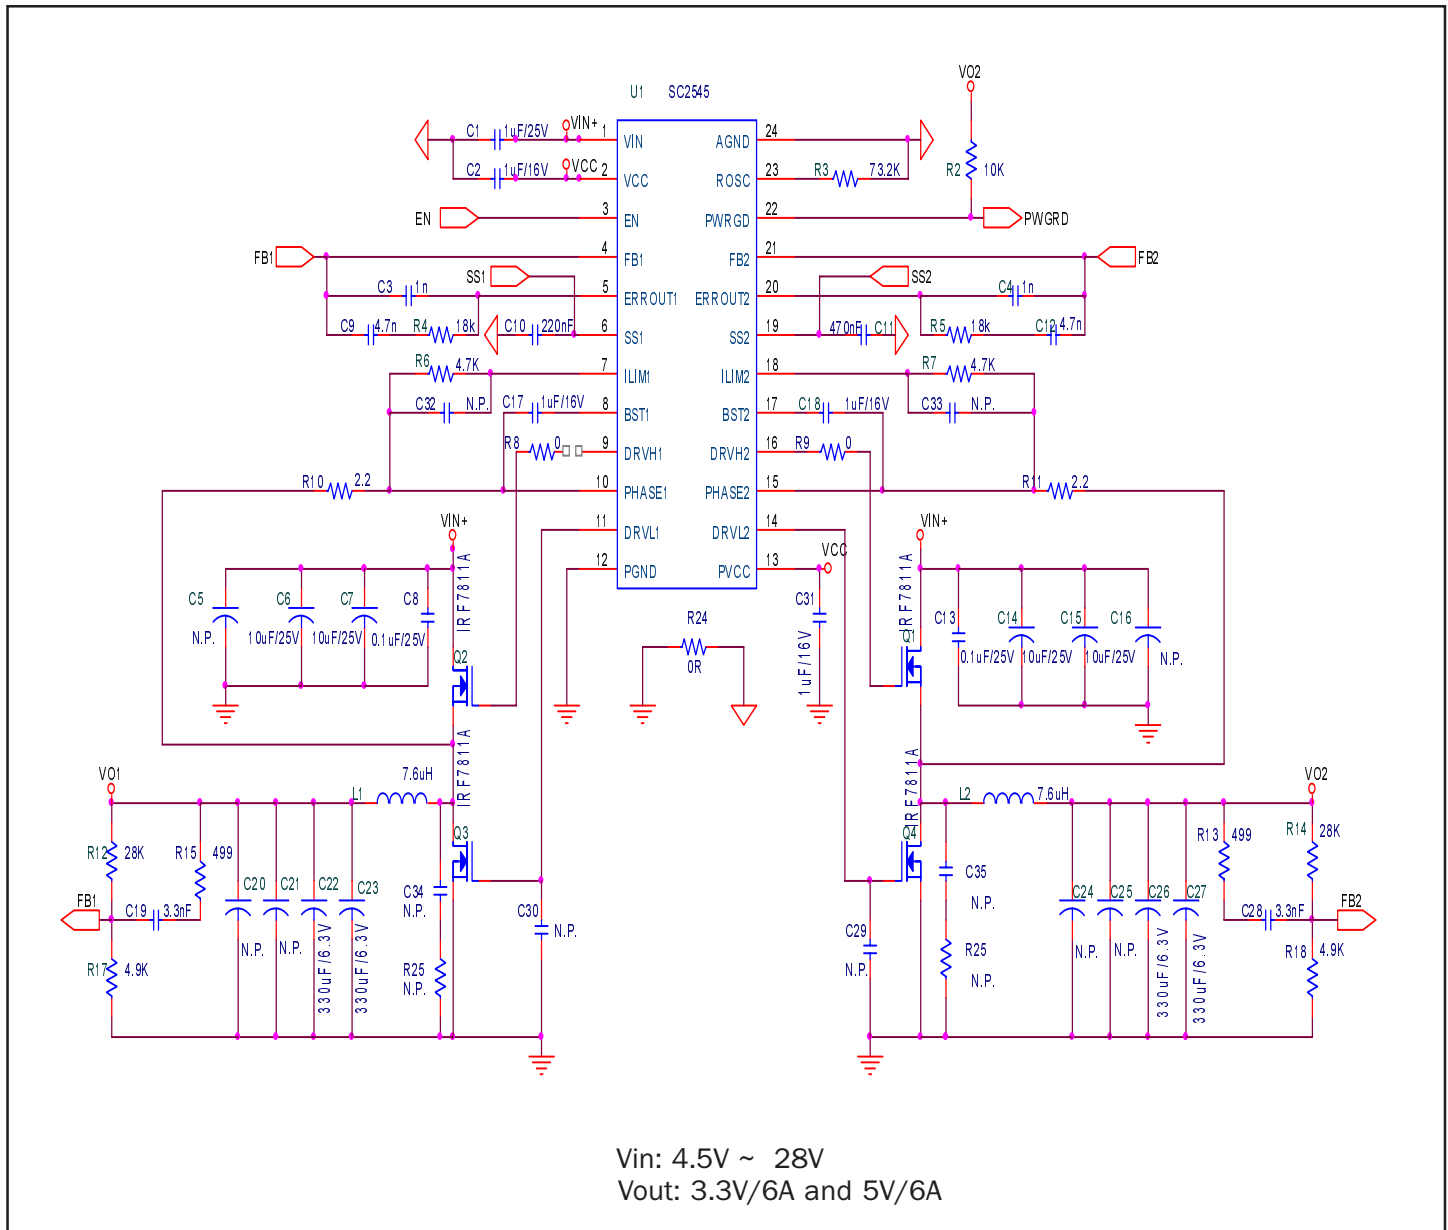 U1 SC2545
VO2
C1 1uF/25V VIN+ 1 VIN
AGND 24
C2 1uF/16V VCC 2 VCC
ROSC 23 R3 73.2K
R2 10K
EN 3 EN
PWRGD 22 PWGRD
FB1 4 FB1
FB2 21 FB2
SS1
SS2
C3 1n 5 ERROUT1
ERROUT2 20 C4 1n
C9 4.7n R4 18k C10 220nF 6 SS1
SS2 19 470nF C11 R5 18k C12 4.7n
R6 4.7K 7 ILIM1
ILIM2 18 R7 4.7K
C32 N.P. C17 1uF/16V 8 BST1
BST2 17 C18 1uF/16V C33 N.P.
R8 0 9 DRVH1
DRVH2 16 R9 0
R10 2.2 10 PHASE1
PHASE2 15 R11 2.2
11 DRVL1
DRVL2 14
12 PGND
PVCC 13 VCC
VIN+
VIN+
IRF7811A
IRF7811A
C5 N.P.
C6 10uF/25V
C7 10uF/25V
C8 0.1uF/25V
Q2
R24 0R
C31 1uF/16V
Q1
C13 0.1uF/25V
C14 10uF/25V
C15 10uF/25V
C16 N.P.
IRF7811A
IRF7811A
VO1
L1 7.6uH
L2 7.6uH
VO2
R12 28K
R15 499
Q3
Q4
R13 499
R14 28K
FB1
C19 3.3nF
C20 N.P.
C21 N.P.
C22 330uF/6.3V
C23 330uF/6.3V
C34 N.P.
C30 N.P.
C35 N.P.
C24 N.P.
C25 N.P.
C26 330uF/6.3V
C27 330uF/6.3V
C28 3.3nF
FB2
R17 4.9K
R25 N.P.
C29 N.P.
R25 N.P.
R18 4.9K
Vin: 4.5V ~ 28V
Vout: 3.3V/6A and 5V/6A